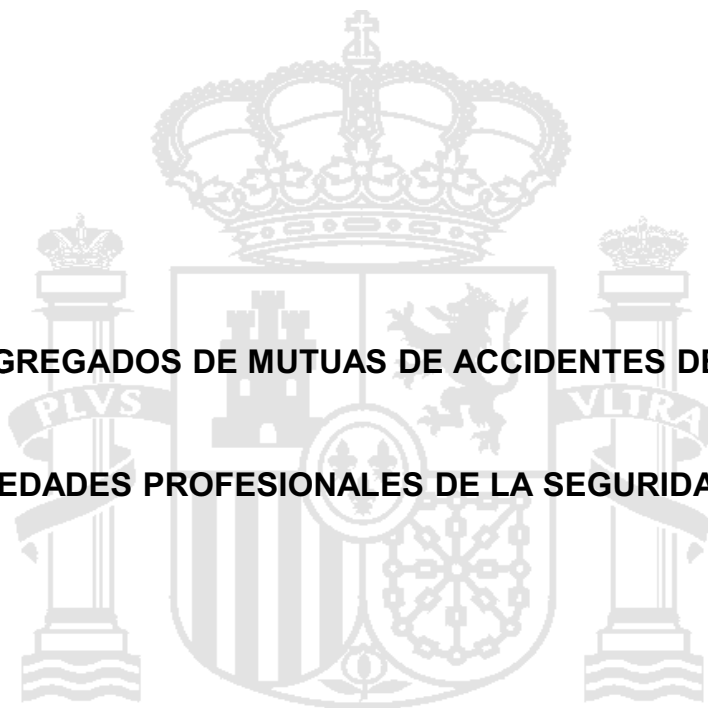 GREGADOS DE MUTUAS DE ACCIDENTES DE
PLVS VLTRA
EDADES PROFESIONALES DE LA SEGURIDA